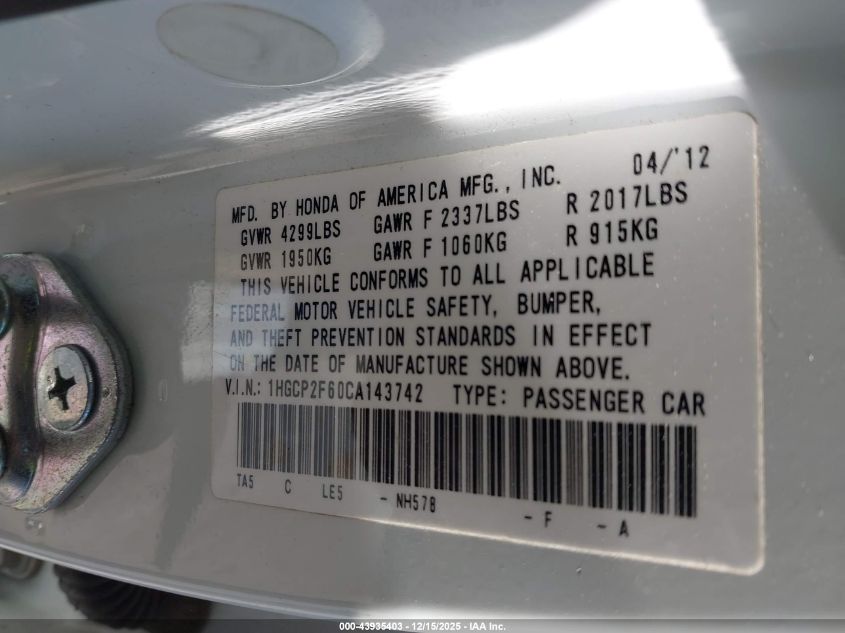 04/'12
MFD. BY HONDA OF AMERICA MFG., INC.
GVWR 4299LBS GAWR F 2337LBS R 2017LBS
GVWR 1950KG GAWR F 1060KG R 915KG
THIS VEHICLE CONFORMS TO ALL APPLICABLE
FEDERAL MOTOR VEHICLE SAFETY, BUMPER,
AND THEFT PREVENTION STANDARDS IN EFFECT
ON THE DATE OF MANUFACTURE SHOWN ABOVE.
V.I.N.: 1HGCP2F60CA143742 TYPE: PASSENGER CAR
TA5 C LE5 - NH578 - F - A
000-43935403 - 12/15/2025 - IAA Inc.